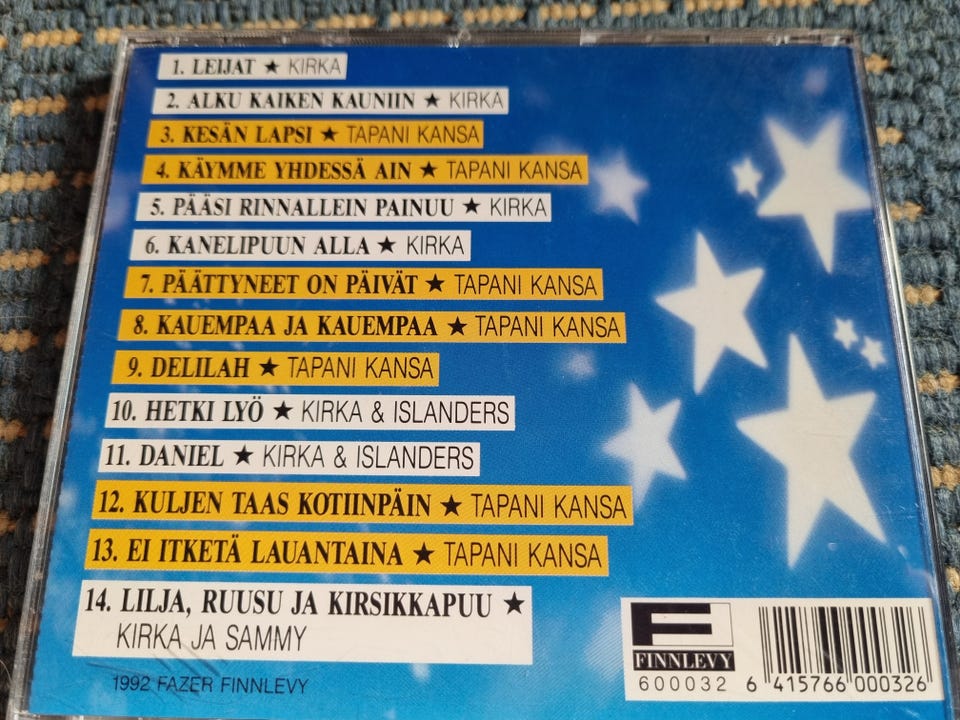 1. LEIJAT ★ KIRKA
2. ALKU KAIKEN KAUNIIN ★ KIRKA
3. KESÄN LAPSI ★ TAPANI KANSA
4. KÄYMME YHDESSÄ AIN ★ TAPANI KANSA
5. PÄÄSI RINNALLEIN PAINUU ★ KIRKA
6. KANELIPUUN ALLA ★ KIRKA
7. PÄÄTTYNEET ON PÄIVÄT ★ TAPANI KANSA
8. KAUEMPAA JA KAUEMPAA ★ TAPANI KANSA
9. DELILAH ★ TAPANI KANSA
10. HETKI LYÖ ★ KIRKA & ISLANDERS
11. DANIEL ★ KIRKA & ISLANDERS
12. KULJEN TAAS KOTIINPÄIN ★ TAPANI KANSA
13. EI ITKETÄ LAUANTAINA ★ TAPANI KANSA
14. LILJA, RUUSU JA KIRSIKKAPUU ★
KIRKA JA SAMMY
1992 FAZER FINNLEVY
F
FINNLEVY
600032 6 415766 000326